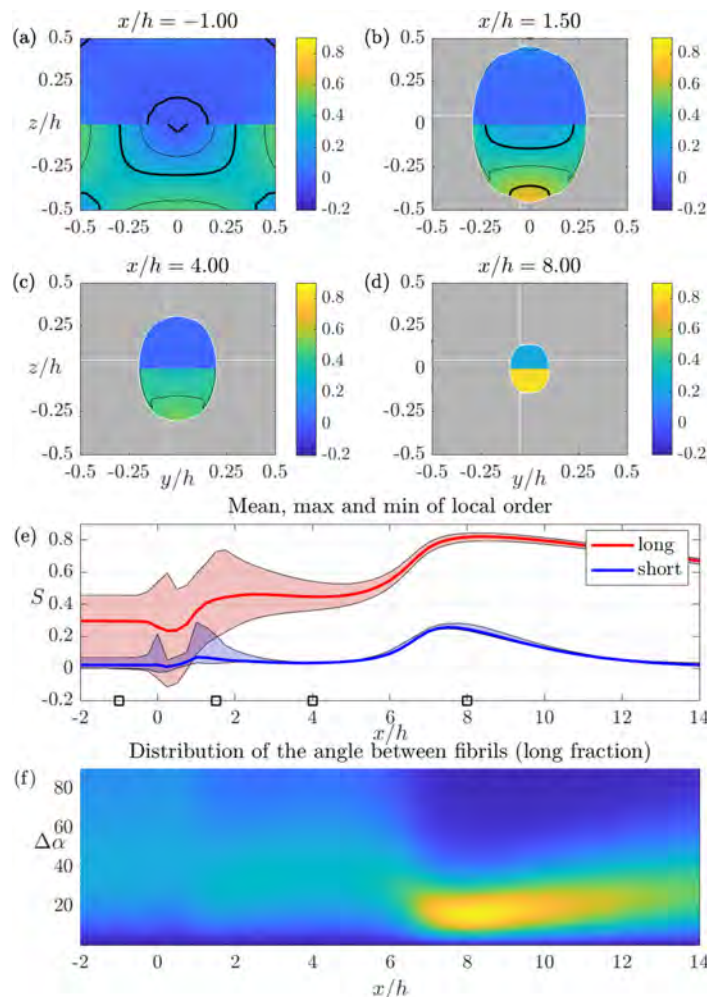 x/h = −1.00
x/h = 1.50
(a)
(b)
0.5
0.25
z/h 0
-0.25
-0.5
-0.5 -0.25 0 0.25 0.5
0.8
0.6
0.4
0.2
0
-0.2
0.5
0.25
0
-0.25
-0.5
-0.5 -0.25 0 0.25 0.5
0.8
0.6
0.4
0.2
0
-0.2
x/h = 4.00
x/h = 8.00
(c)
(d)
0.5
0.25
z/h 0
-0.25
-0.5
-0.5 -0.25 0 0.25 0.5
y/h
0.8
0.6
0.4
0.2
0
-0.2
0.5
0.25
0
-0.25
-0.5
-0.5 -0.25 0 0.25 0.5
y/h
0.8
0.6
0.4
0.2
0
-0.2
Mean, max and min of local order
(e)
0.8
0.6
S 0.4
0.2
0
-0.2
long
short
-2 0 2 4 6 8 10 12 14
x/h
Distribution of the angle between fibrils (long fraction)
(f)
80
60
Δα
40
20
-2 0 2 4 6 8 10 12 14
x/h